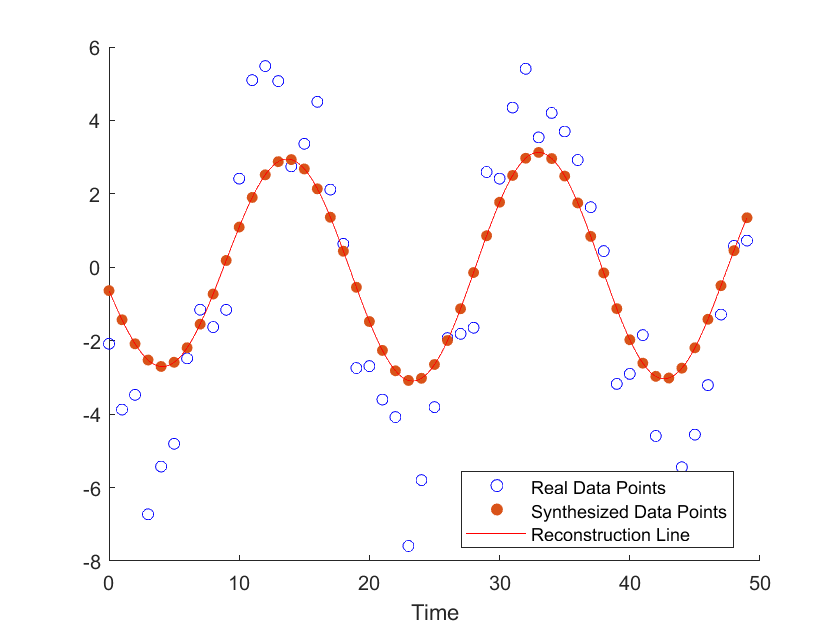 6
4
2
0
-2
-4
-6
-8
Real Data Points
Synthesized Data Points
Reconstruction Line
0 10 20 30 40 50
Time